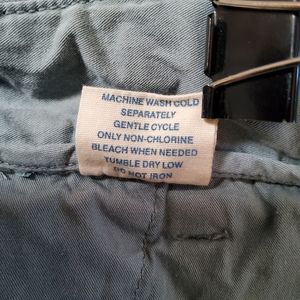 MACHINE WASH COLD
SEPARATELY
GENTLE CYCLE
ONLY NON-CHLORINE
BLEACH WHEN NEEDED
TUMBLE DRY LOW
DO NOT IRON